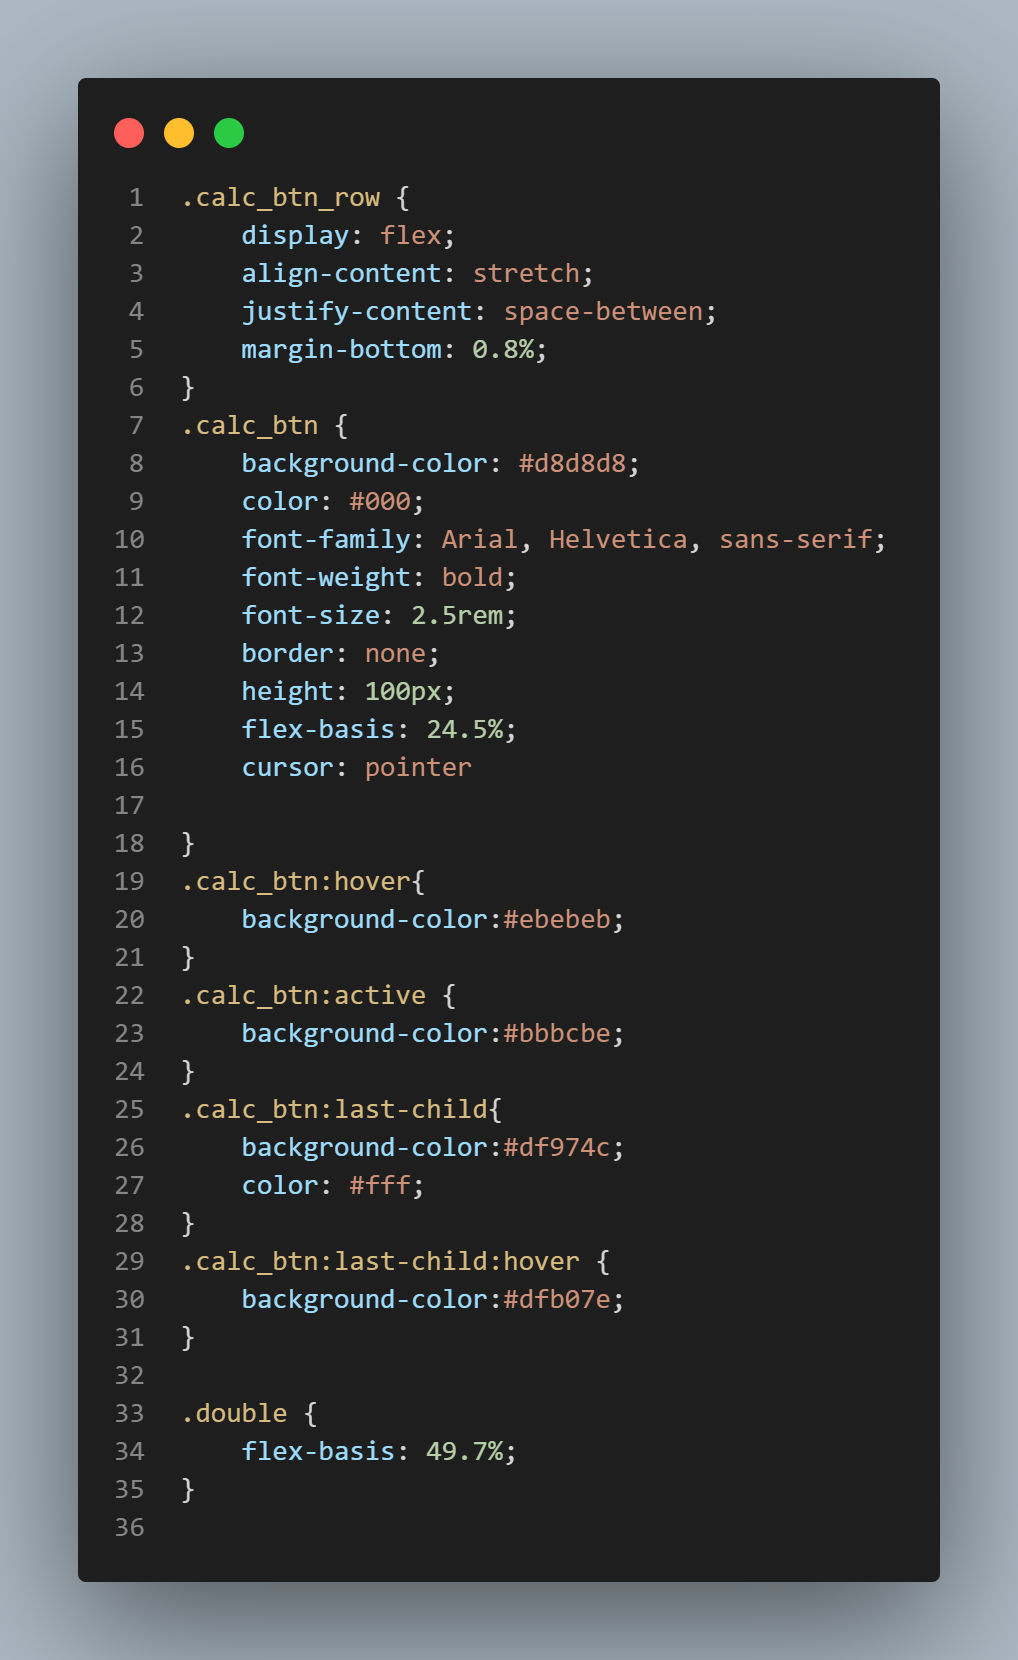 1 .calc_btn_row {
2     display: flex;
3     align-content: stretch;
4     justify-content: space-between;
5     margin-bottom: 0.8%;
6 }
7 .calc_btn {
8     background-color: #d8d8d8;
9     color: #000;
10     font-family: Arial, Helvetica, sans-serif;
11     font-weight: bold;
12     font-size: 2.5rem;
13     border: none;
14     height: 100px;
15     flex-basis: 24.5%;
16     cursor: pointer
17
18 }
19 .calc_btn:hover{
20     background-color:#ebebeb;
21 }
22 .calc_btn:active {
23     background-color:#bbbcbe;
24 }
25 .calc_btn:last-child{
26     background-color:#df974c;
27     color: #fff;
28 }
29 .calc_btn:last-child:hover {
30     background-color:#dfb07e;
31 }
32
33 .double {
34     flex-basis: 49.7%;
35 }
36